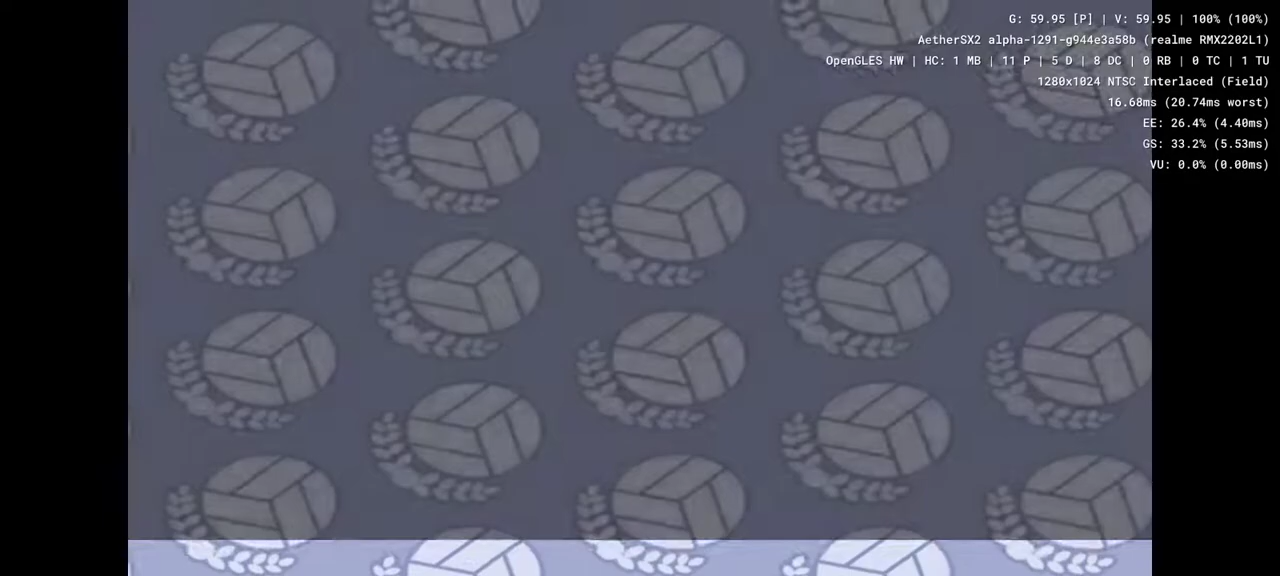 G: 59.95 [P] | V: 59.95 | 100% (100%)
AetherSX2 alpha-1291-g944e3a58b (realme RMX2202L1)
OpenGLES HW | HC: 1 MB | 11 P | 5 D | 8 DC | 0 RB | 0 TC | 1 TU
1280x1024 NTSC Interlaced (Field)
16.68ms (20.74ms worst)
EE: 26.4% (4.40ms)
GS: 33.2% (5.53ms)
VU: 0.0% (0.00ms)